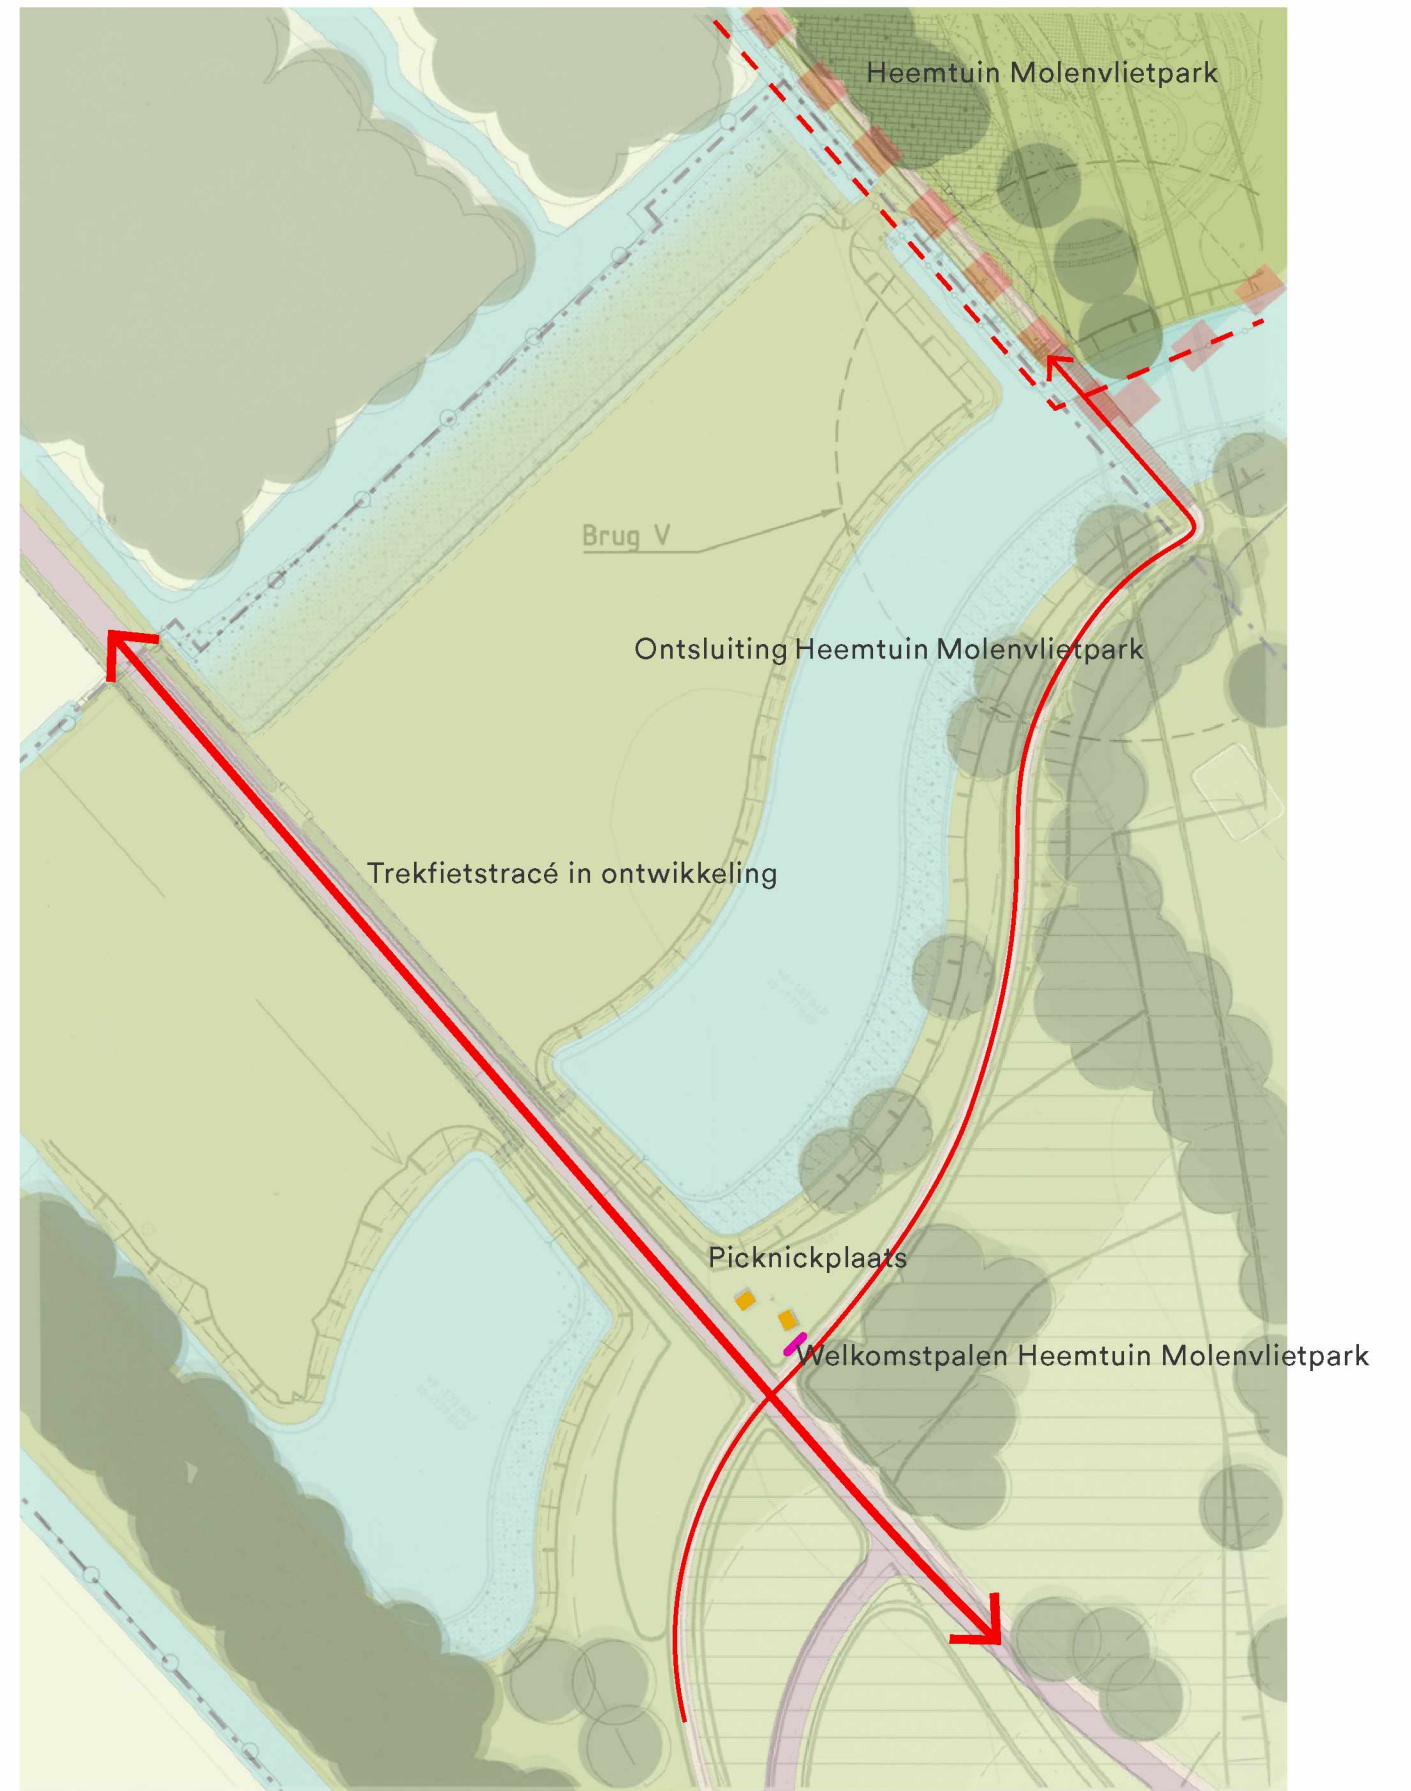 Heemtuin Molenvlietpark
Brug V
Ontsluiting Heemtuin Molenvlietpark
Trekfietstracé in ontwikkeling
Picknickplaats
Welkomstpalen Heemtuin Molenvlietpark